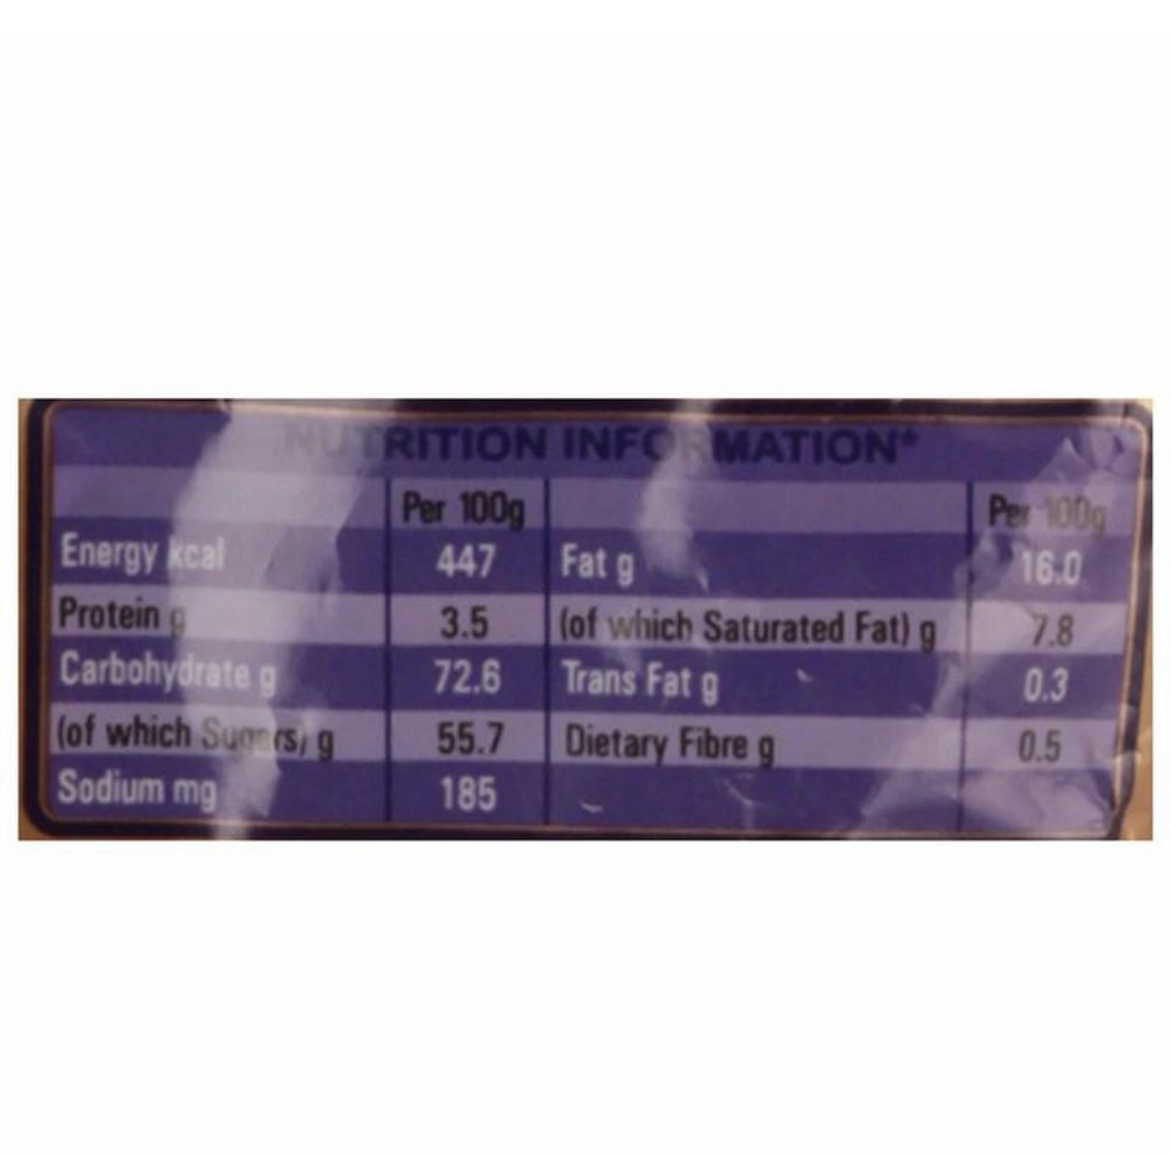 NUTRITION INFORMATION*
Per 100g Per 100g
Energy kcal 447 Fat g 16.0
Protein g 3.5 (of which Saturated Fat) g 7.8
Carbohydrate g 72.6 Trans Fat g 0.3
(of which Sugars) g 55.7 Dietary Fibre g 0.5
Sodium mg 185